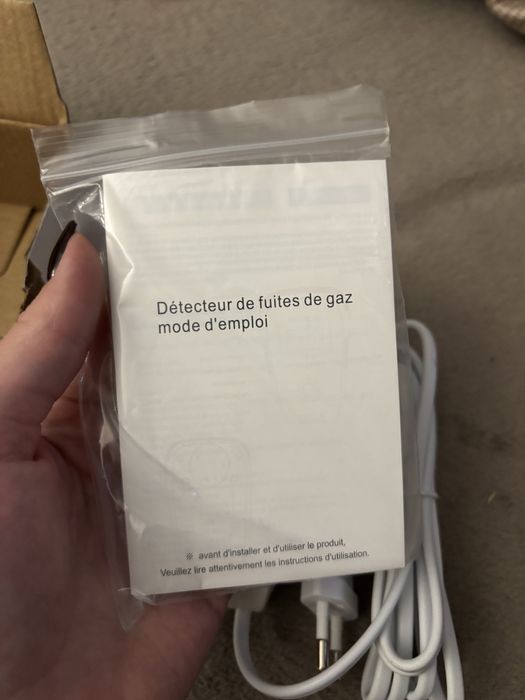 Détecteur de fuites de gaz
mode d'emploi
※ avant d'installer et d'utiliser le produit,
Veuillez lire attentivement les instructions d'utilisation.